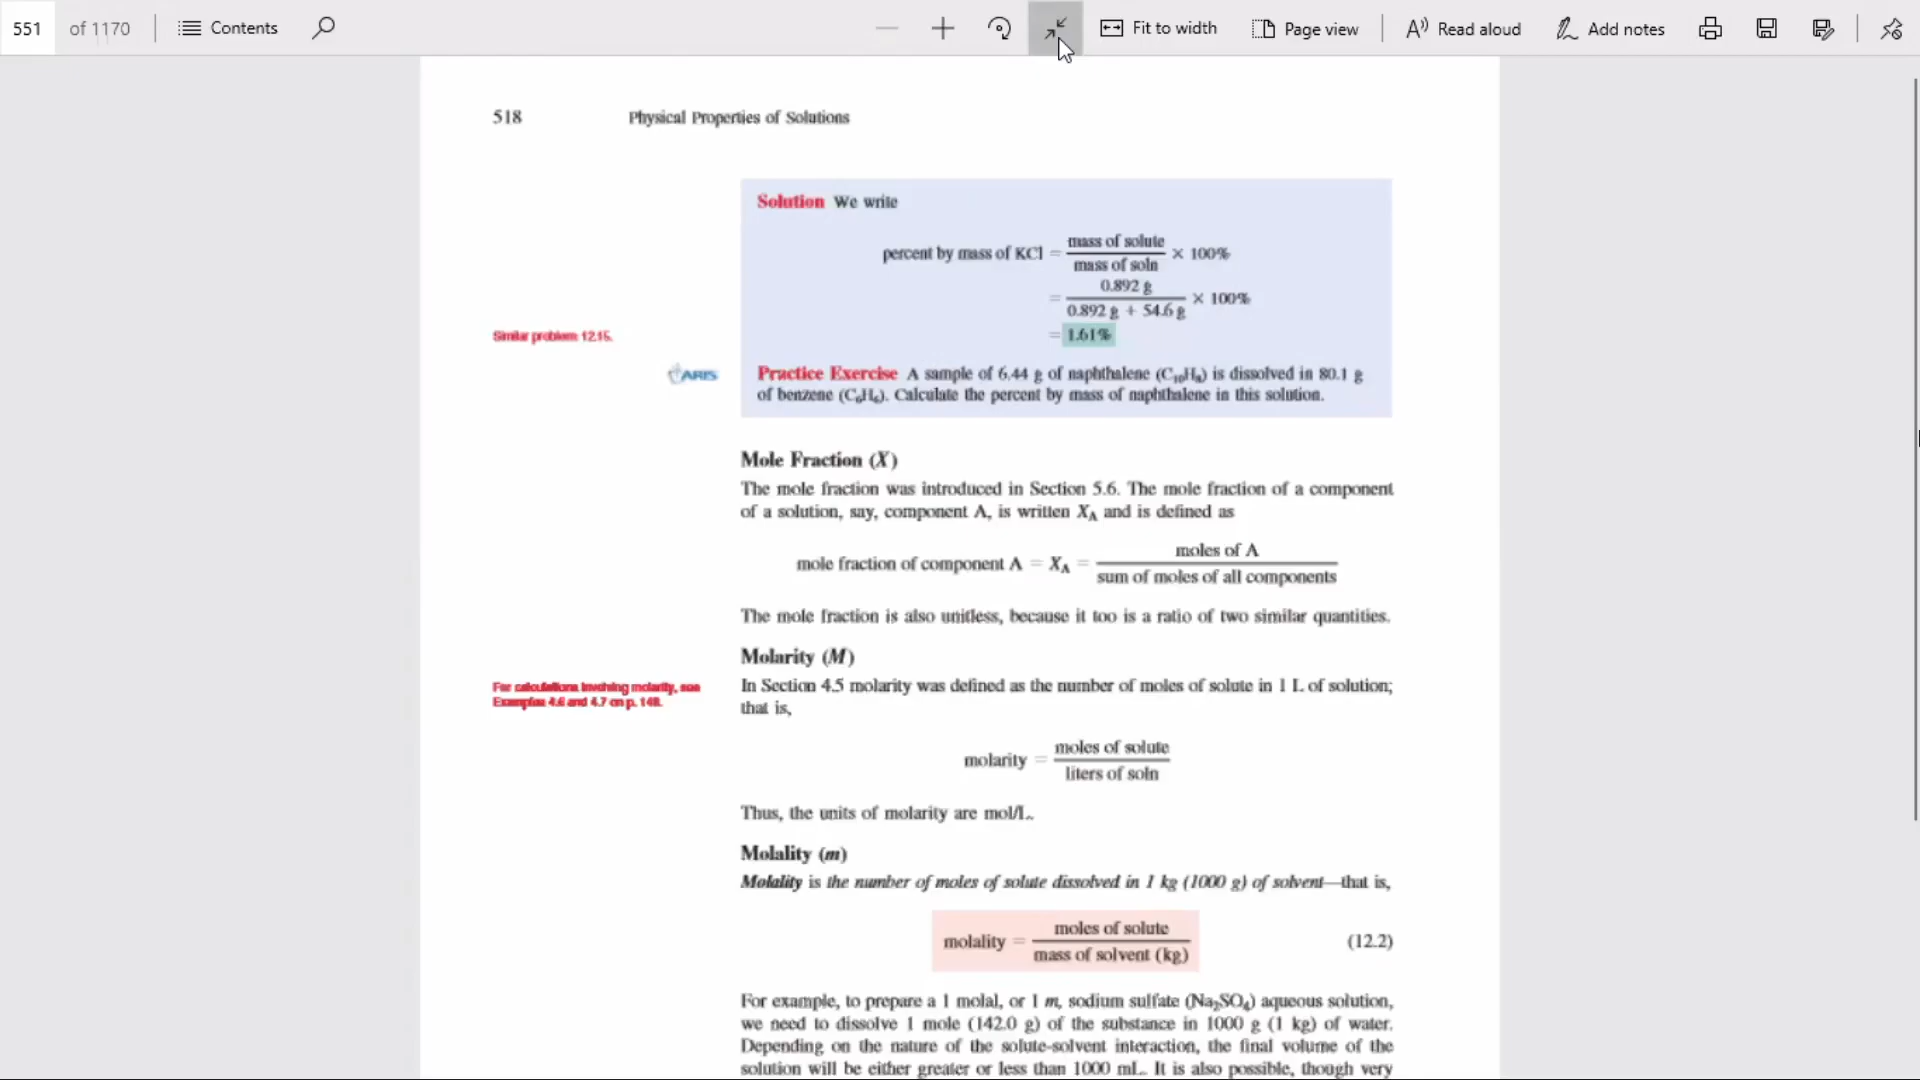 551 of 1170 Contents Fit to width Page view Read aloud Add notes
518 Physical Properties of Solutions
Solution We write
percent by mass of KCl = mass of solute / mass of soln × 100%
= 0.892 g / 0.892 g + 54.6 g × 100%
= 1.61%
Similar problem: 12.15.
ARIS
Practice Exercise A sample of 6.44 g of naphthalene (C₁₀H₈) is dissolved in 80.1 g
of benzene (C₆H₆). Calculate the percent by mass of naphthalene in this solution.
Mole Fraction (X)
The mole fraction was introduced in Section 5.6. The mole fraction of a component
of a solution, say, component A, is written X_A and is defined as
mole fraction of component A = X_A = moles of A / sum of moles of all components
The mole fraction is also unitless, because it too is a ratio of two similar quantities.
Molarity (M)
For calculations involving molarity, see
Examples 4.6 and 4.7 on p. 148.
In Section 4.5 molarity was defined as the number of moles of solute in 1 L of solution;
that is,
molarity = moles of solute / liters of soln
Thus, the units of molarity are mol/L.
Molality (m)
Molality is the number of moles of solute dissolved in 1 kg (1000 g) of solvent—that is,
molality = moles of solute / mass of solvent (kg) (12.2)
For example, to prepare a 1 molal, or 1 m, sodium sulfate (Na₂SO₄) aqueous solution,
we need to dissolve 1 mole (142.0 g) of the substance in 1000 g (1 kg) of water.
Depending on the nature of the solute-solvent interaction, the final volume of the
solution will be either greater or less than 1000 mL. It is also possible, though very